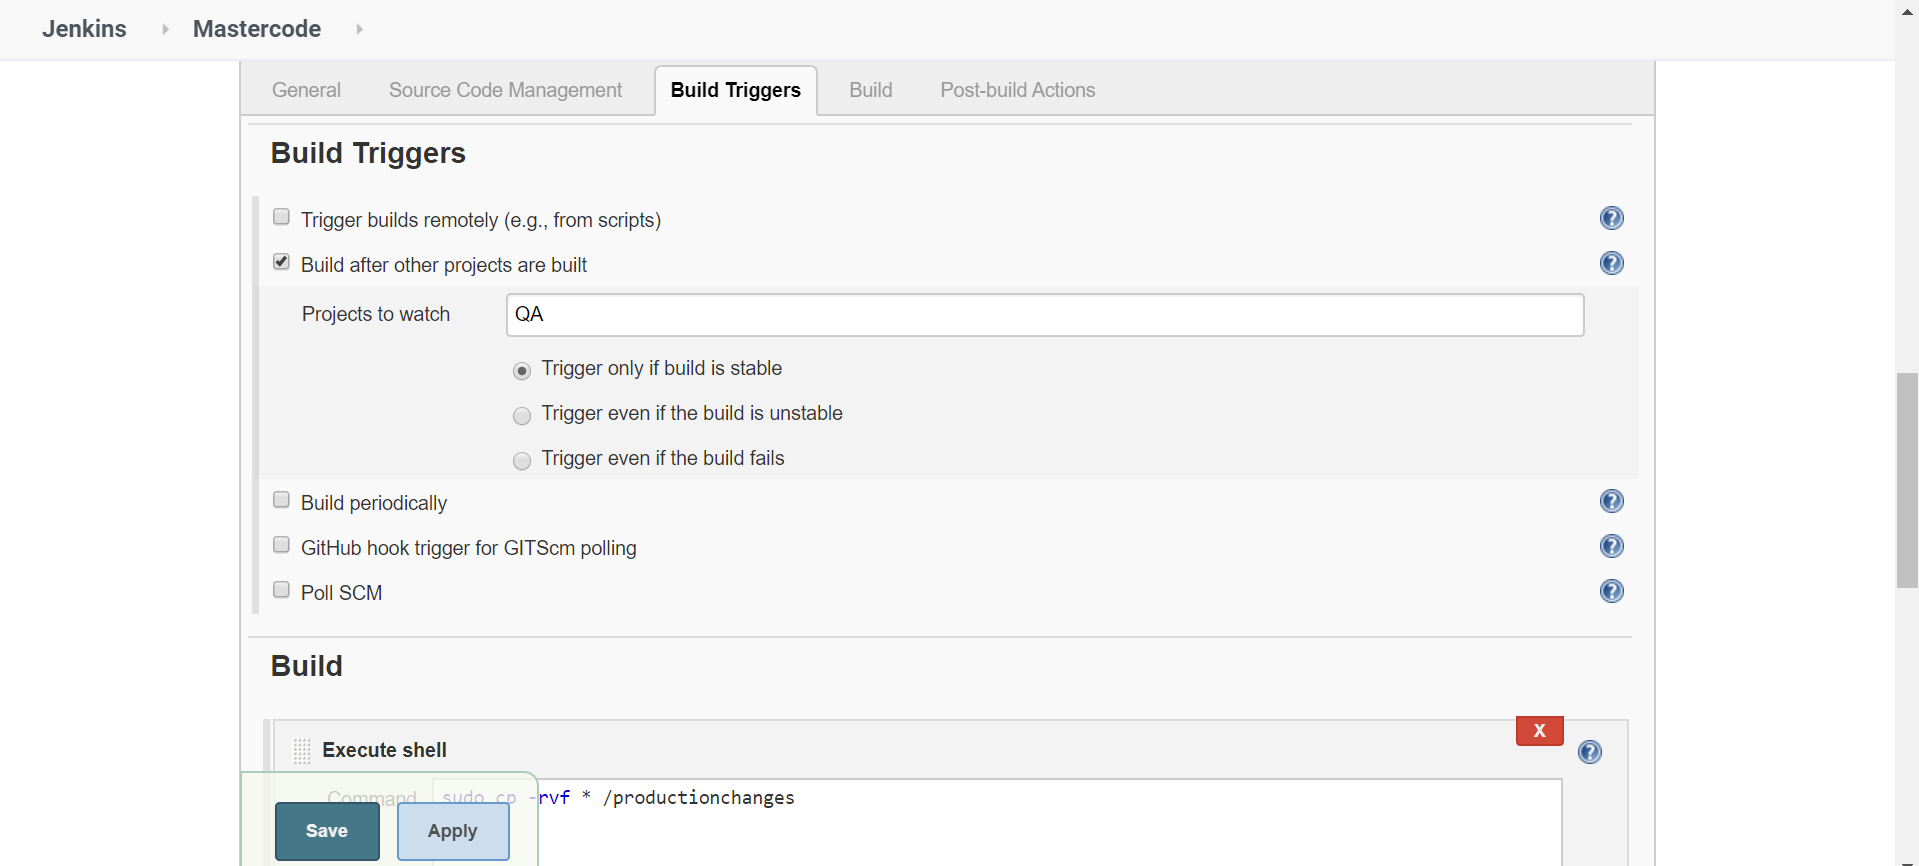 Jenkins Mastercode
General Source Code Management Build Triggers Build Post-build Actions
Build Triggers
Trigger builds remotely (e.g., from scripts)
Build after other projects are built
Projects to watch QA
Trigger only if build is stable
Trigger even if the build is unstable
Trigger even if the build fails
Build periodically
GitHub hook trigger for GITScm polling
Poll SCM
Build
X
Execute shell
Command sudo cp -rvf * /productionchanges
Save Apply